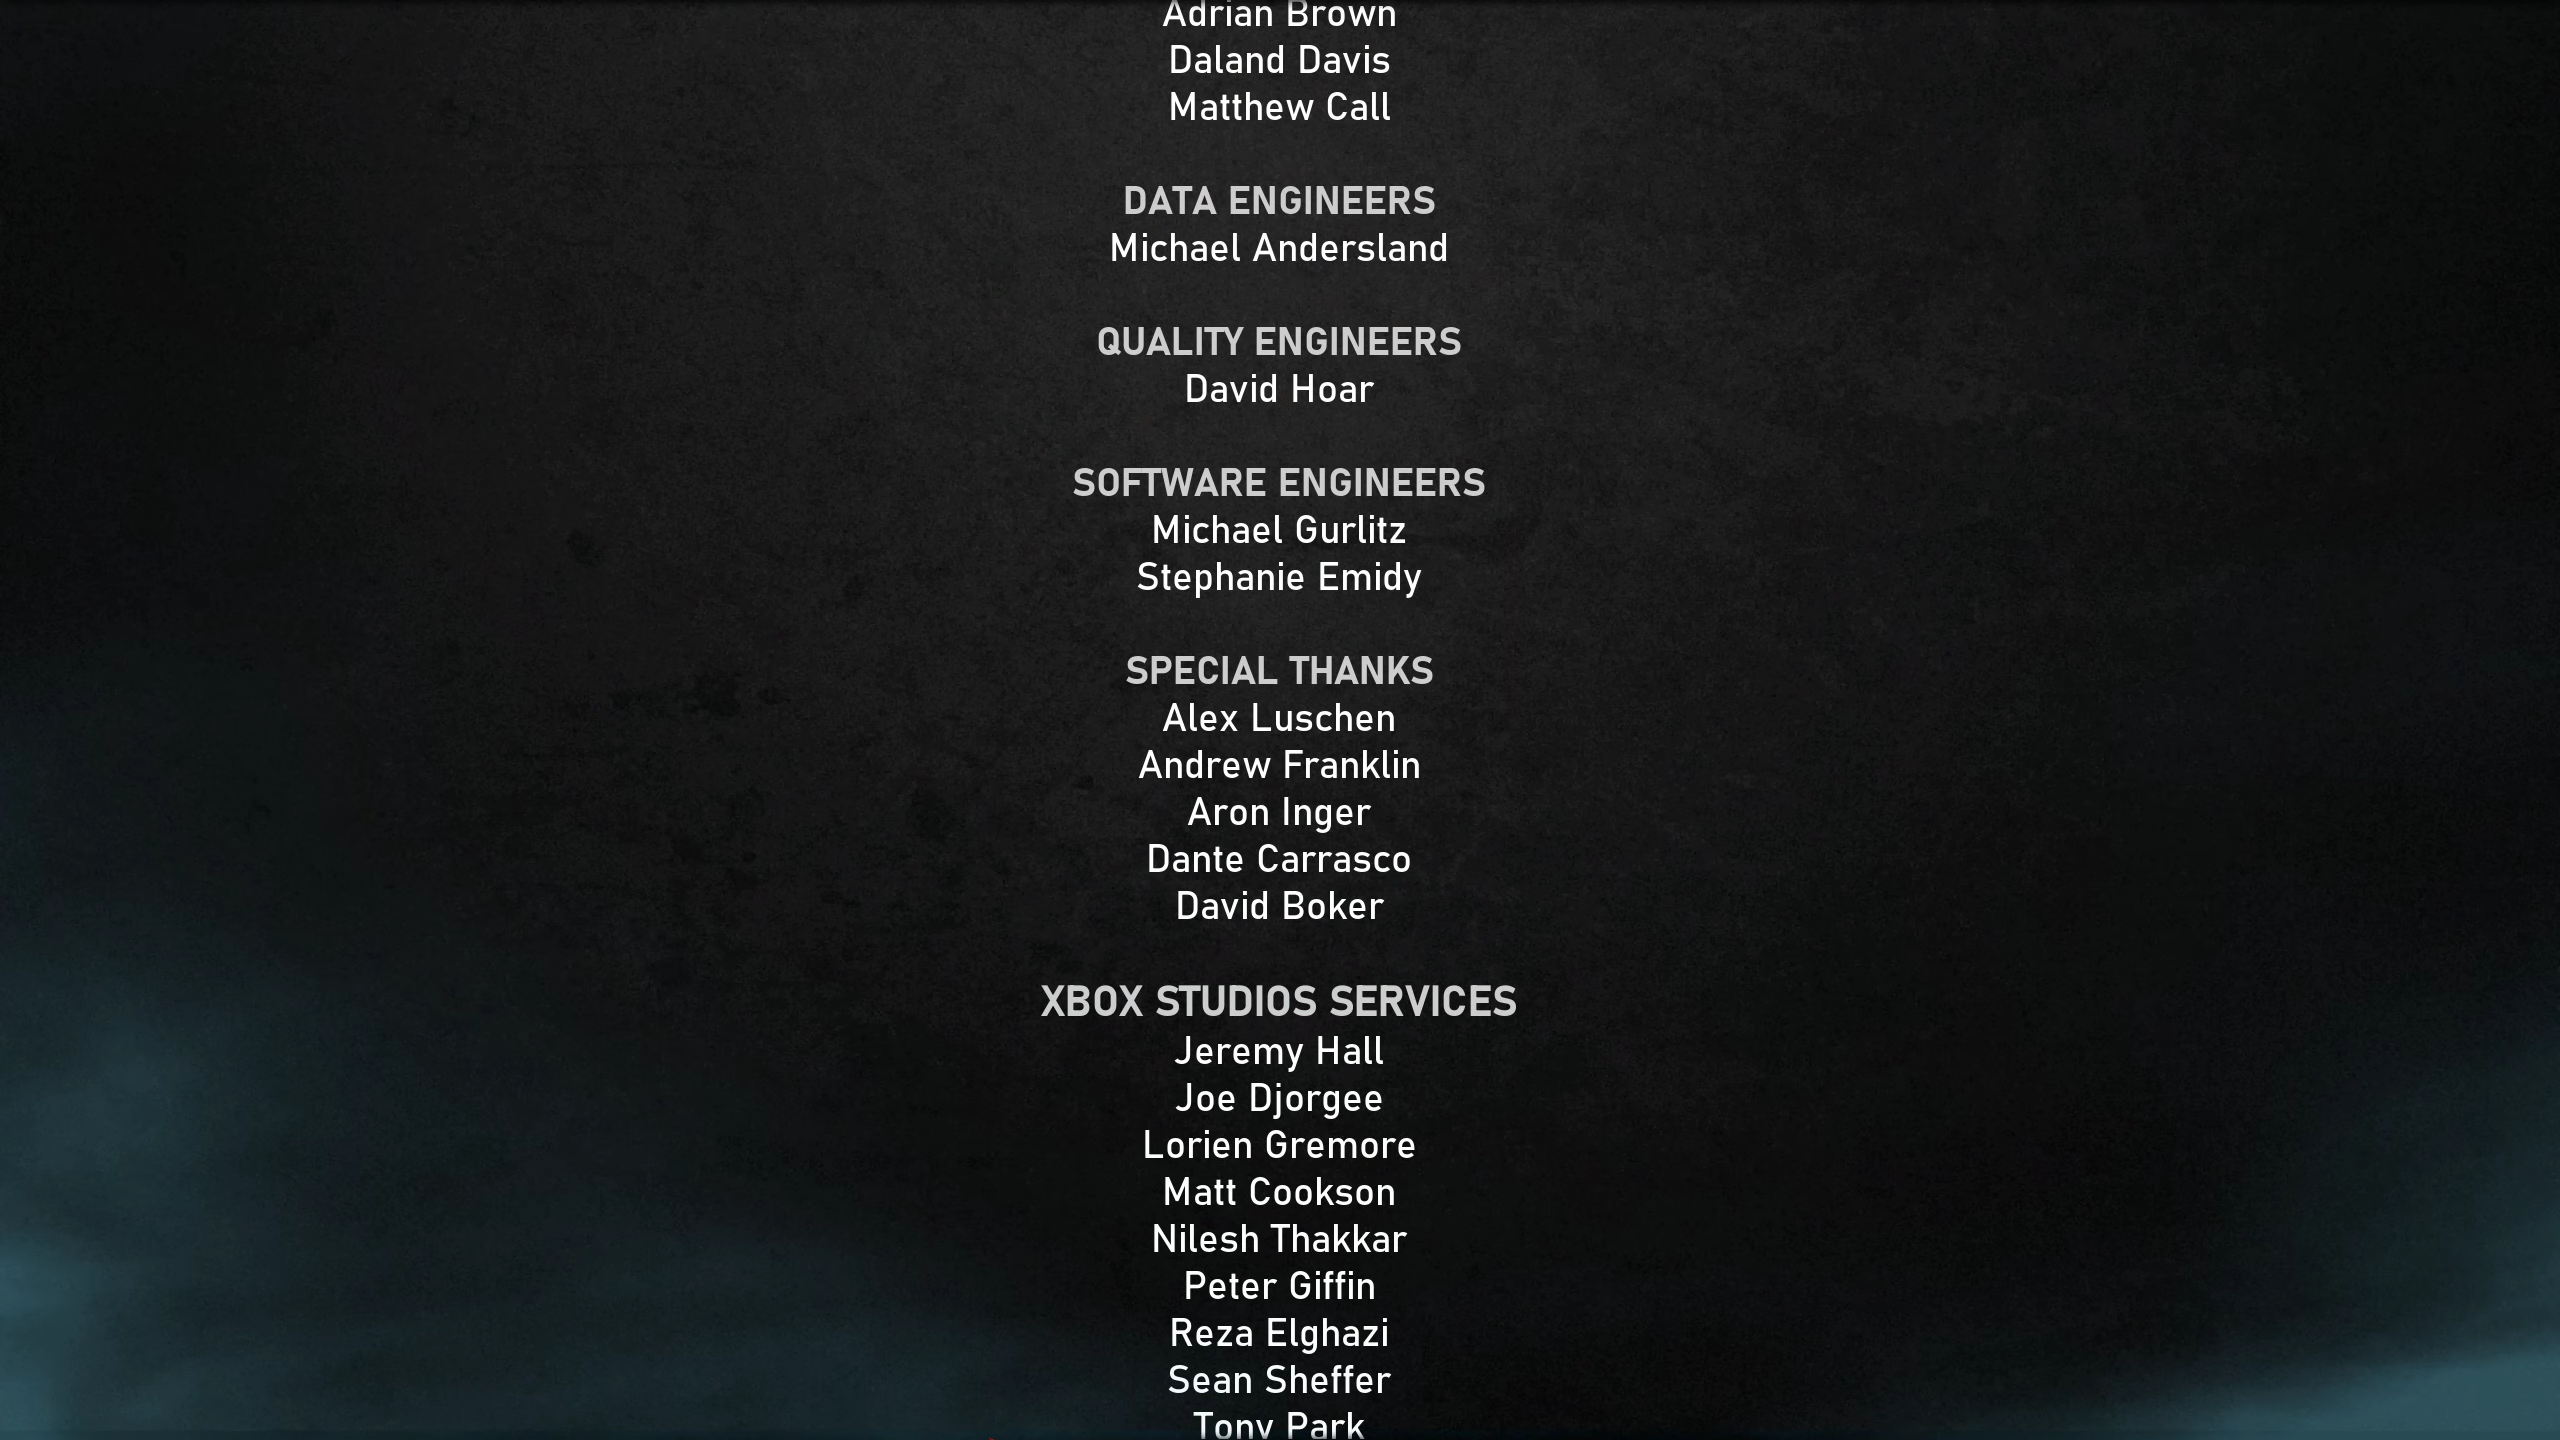 Adrian Brown
Daland Davis
Matthew Call
DATA ENGINEERS
Michael Andersland
QUALITY ENGINEERS
David Hoar
SOFTWARE ENGINEERS
Michael Gurlitz
Stephanie Emidy
SPECIAL THANKS
Alex Luschen
Andrew Franklin
Aron Inger
Dante Carrasco
David Boker
XBOX STUDIOS SERVICES
Jeremy Hall
Joe Djorgee
Lorien Gremore
Matt Cookson
Nilesh Thakkar
Peter Giffin
Reza Elghazi
Sean Sheffer
Tony Park